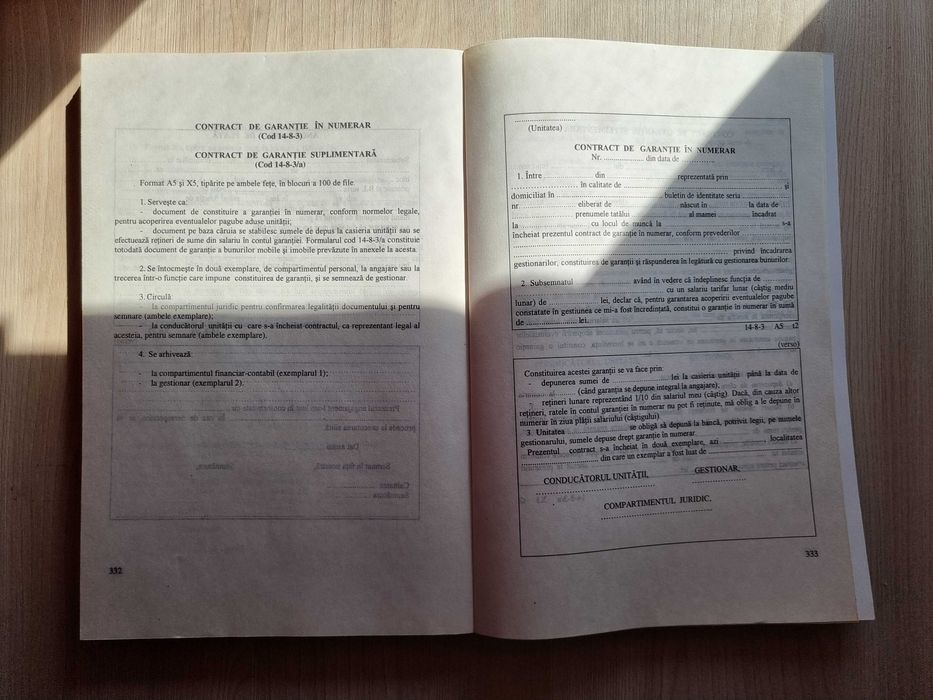 CONTRACT DE GARANȚIE ÎN NUMERAR
(Cod 14-8-3)
CONTRACT DE GARANȚIE SUPLIMENTARĂ
(Cod 14-8-3/a)
Format A5 și X5, tipărite pe ambele fețe, în blocuri a 100 de file.
1. Servește ca:
- document de constituire a garanției în numerar, conform normelor legale,
pentru acoperirea eventualelor pagube aduse unității;
- document pe baza căruia se stabilesc sumele de depus la casieria unității sau se
efectuează rețineri de sume din salariu în contul garanției. Formularul cod 14-8-3/a constituie
totodată document de garanție a bunurilor mobile și imobile prevăzute în anexele la acesta.
2. Se întocmește în două exemplare, de compartimentul personal, la angajare sau la
trecerea într-o funcție care impune constituirea de garanții, și se semnează de gestionar.
3. Circulă:
- la compartimentul juridic pentru confirmarea legalității documentului și pentru
semnare (ambele exemplare);
- la conducătorul unității cu care s-a încheiat contractul, ca reprezentant legal al
acesteia, pentru semnare (ambele exemplare).
4. Se arhivează:
- la compartimentul financiar-contabil (exemplarul 1);
- la gestionar (exemplarul 2).
332
....................
(Unitatea)
CONTRACT DE GARANȚIE ÎN NUMERAR
Nr. .................... din data de ...............
1. Între .................... din .................... reprezentată prin ....................
.................... în calitate de .................... și
domiciliat în .................... buletin de identitate seria ....................
nr .................... eliberat de .................... născut în .................... la data de ..........
.................... prenumele tatălui .................... al mamei .................... încadrat
la .................... cu locul de muncă la .................... s-a
încheiat prezentul contract de garanție în numerar, conform prevederilor ....................
.................... privind încadrarea
gestionarilor, constituirea de garanții și răspunderea în legătură cu gestionarea bunurilor.
2. Subsemnatul .................... având în vedere că îndeplinesc funcția de ..........
.................... cu un salariu tarifar lunar (câștig mediu
lunar) de .................... lei, declar că, pentru garantarea acoperirii eventualelor pagube
constatate în gestiunea ce mi-a fost încredințată, constitui o garanție în numerar în sumă
de .................... lei.
14-8-3 A5 t2
(verso)
Constituirea acestei garanții se va face prin:
- depunerea sumei de .................... lei la casieria unității până la data de
.................... (când garanția se depune integral la angajare);
- rețineri lunare reprezentând 1/10 din salariul meu (câștig). Dacă, din cauza altor
rețineri, ratele în contul garanției în numerar nu pot fi reținute, mă oblig a le depune în
numerar în ziua plății salariului (câștigului).
3. Unitatea .................... se obligă să depună la bancă, potrivit legii, pe numele
gestionarului, sumele depuse drept garanție în numerar.
Prezentul contract s-a încheiat în două exemplare, azi .................... localitatea
.................... din care un exemplar a fost luat de ....................
CONDUCĂTORUL UNITĂȚII,
GESTIONAR,
COMPARTIMENTUL JURIDIC,
333